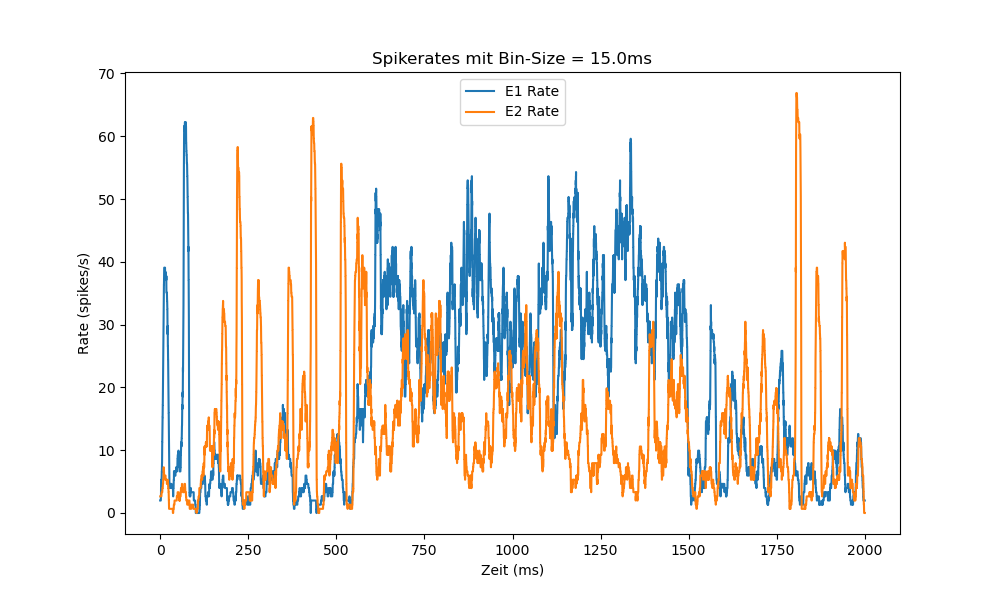 Spikerates mit Bin-Size = 15.0ms
E1 Rate
E2 Rate
Rate (spikes/s)
70
60
50
40
30
20
10
0
0 250 500 750 1000 1250 1500 1750 2000
Zeit (ms)